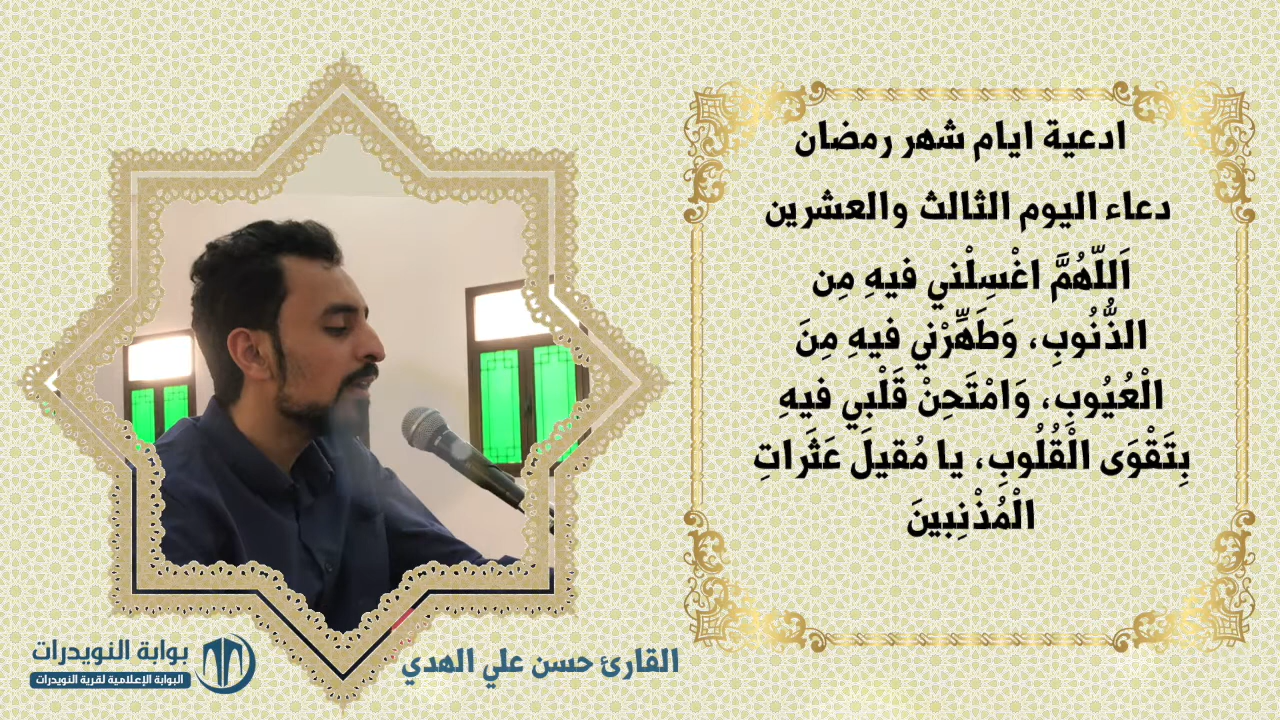 ادعية ايام شهر رمضان
دعاء اليوم الثالث والعشرين
اَللّهُمَّ اغْسِلْني فيهِ مِن
الذُّنُوبِ، وَطَهِّرْني فيهِ مِنَ
الْعُيُوبِ، وَامْتَحِنْ قَلْبي فيهِ
بِتَقْوَى الْقُلُوبِ، يا مُقيلَ عَثَراتِ
الْمُذْنِبينَ
القارئ حسن علي الهدي
بوابة النويدرات
البوابة الإعلامية لقرية النويدرات